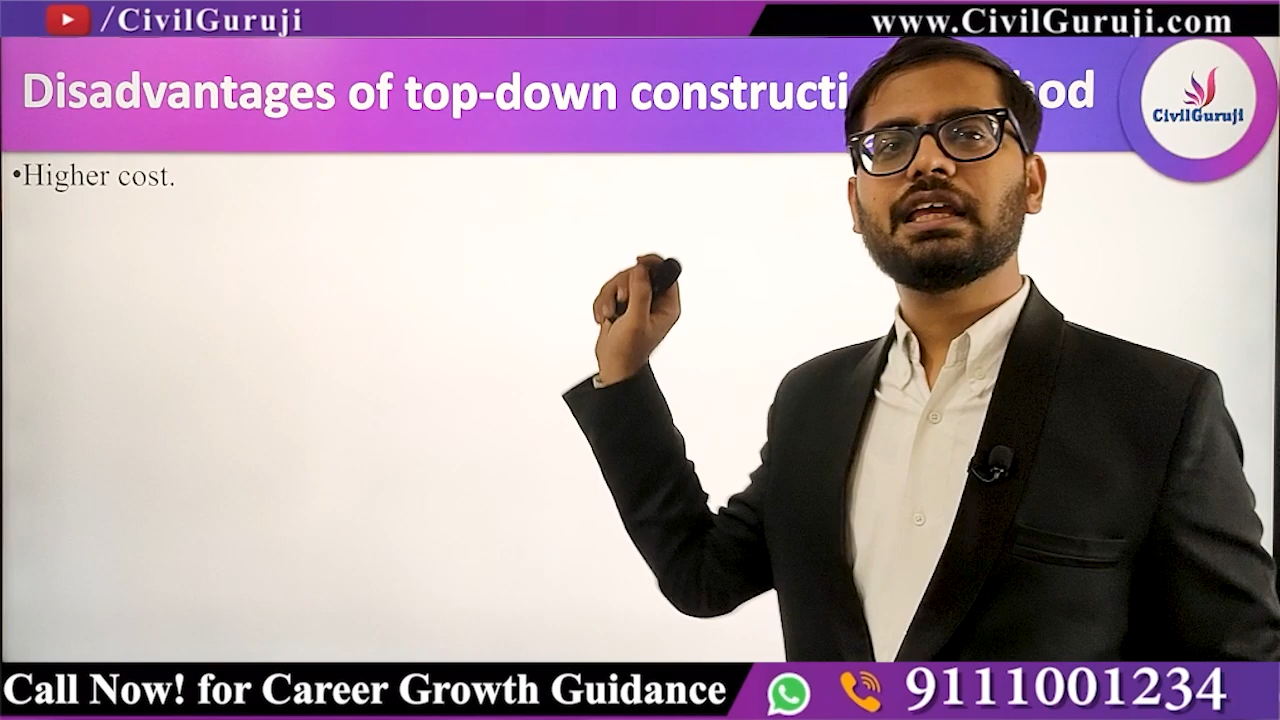 /CivilGuruji
www.CivilGuruji.com
Disadvantages of top-down constructi hod
CivilGuruji
•Higher cost.
Call Now! for Career Growth Guidance
9111001234